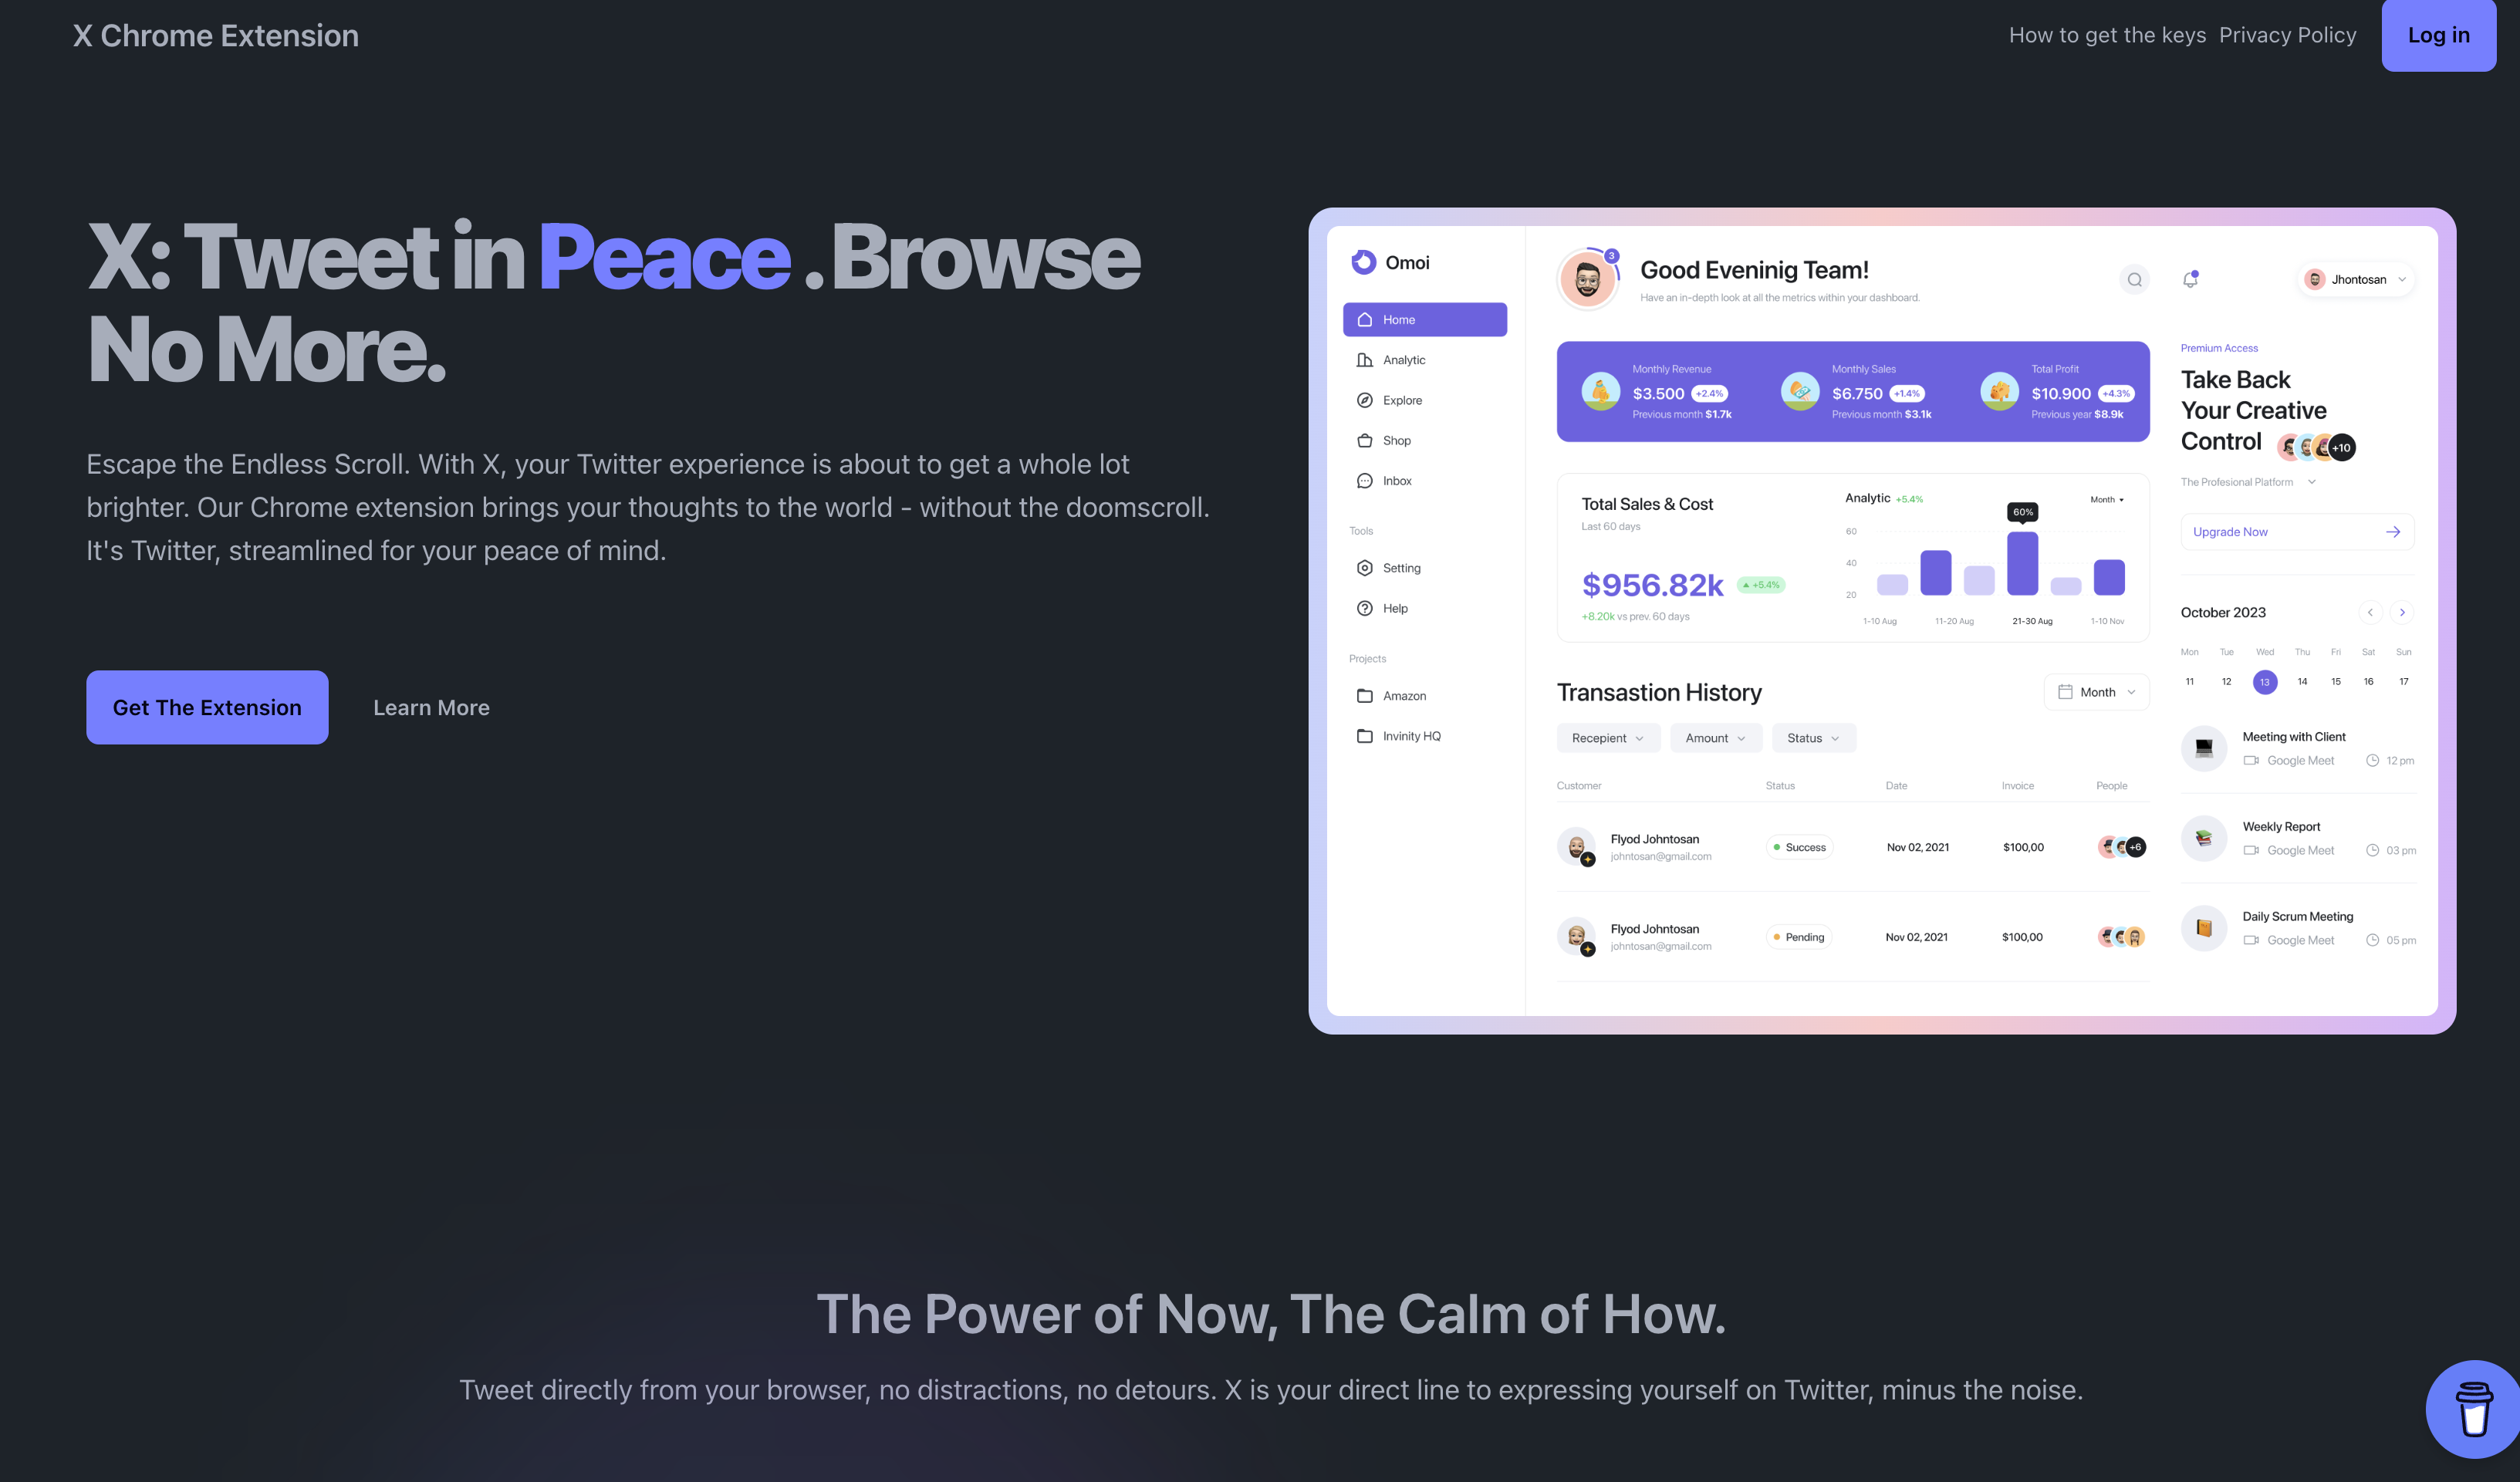 X Chrome Extension
How to get the keys Privacy Policy Log in
X: Tweet in Peace . Browse
No More.
Escape the Endless Scroll. With X, your Twitter experience is about to get a whole lot
brighter. Our Chrome extension brings your thoughts to the world - without the doomscroll.
It's Twitter, streamlined for your peace of mind.
Get The Extension
Learn More
Omoi
Home
Analytic
Explore
Shop
Inbox
Tools
Setting
Help
Projects
Amazon
Invinity HQ
3
Good Eveninig Team!
Have an in-depth look at all the metrics within your dashboard.
Jhontosan
Monthly Revenue
$3.500 +2.4%
Previous month $1.7k
Monthly Sales
$6.750 +1.4%
Previous month $3.1k
Total Profit
$10.900 +4.3%
Previous year $8.9k
Total Sales & Cost
Last 60 days
$956.82k +5.4%
+8.20k vs prev. 60 days
Analytic +5.4%
Month
60%
60
40
20
1-10 Aug 11-20 Aug 21-30 Aug 1-10 Nov
Transastion History
Month
Recepient Amount Status
Customer Status Date Invoice People
Flyod Johntosan
johntosan@gmail.com
Success Nov 02, 2021 $100,00 +6
Flyod Johntosan
johntosan@gmail.com
Pending Nov 02, 2021 $100,00
Premium Access
Take Back
Your Creative
Control +10
The Profesional Platform
Upgrade Now
October 2023
Mon Tue Wed Thu Fri Sat Sun
11 12 13 14 15 16 17
Meeting with Client
Google Meet 12 pm
Weekly Report
Google Meet 03 pm
Daily Scrum Meeting
Google Meet 05 pm
The Power of Now, The Calm of How.
Tweet directly from your browser, no distractions, no detours. X is your direct line to expressing yourself on Twitter, minus the noise.